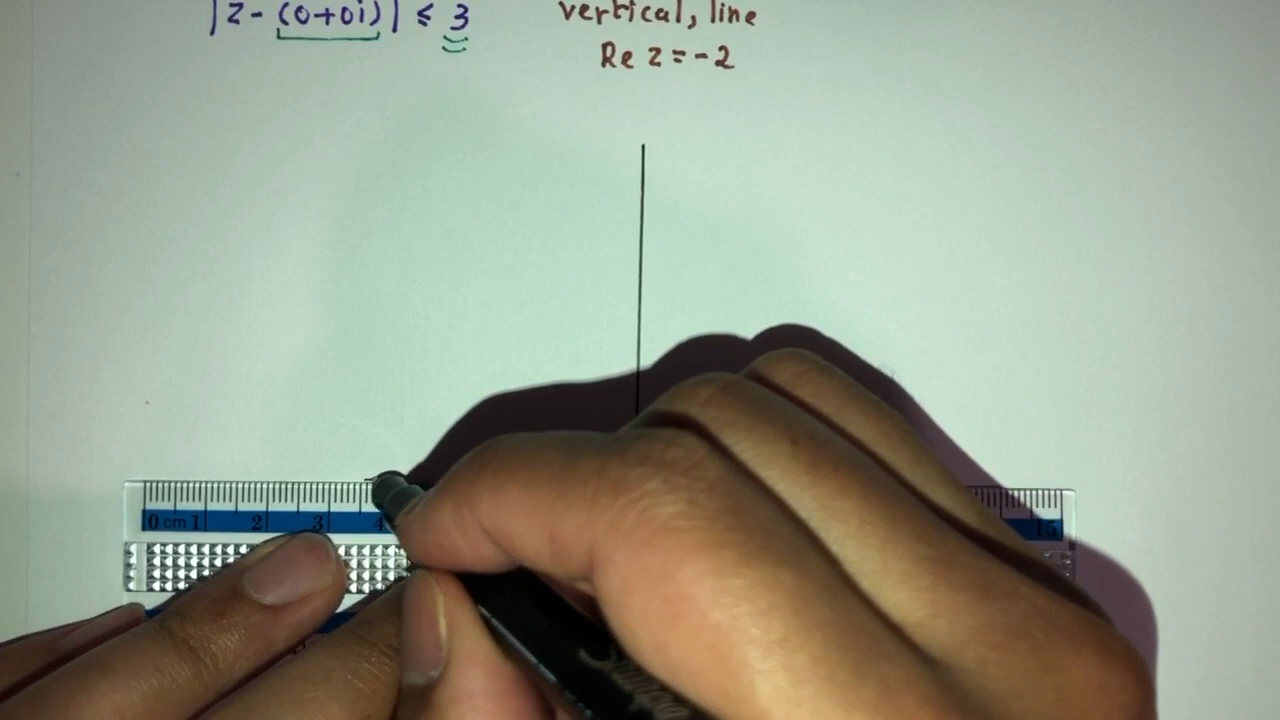 |z-(0+0i)| ≤ 3
vertical, line
Re z = -2
0 cm 1 2 3 4 15